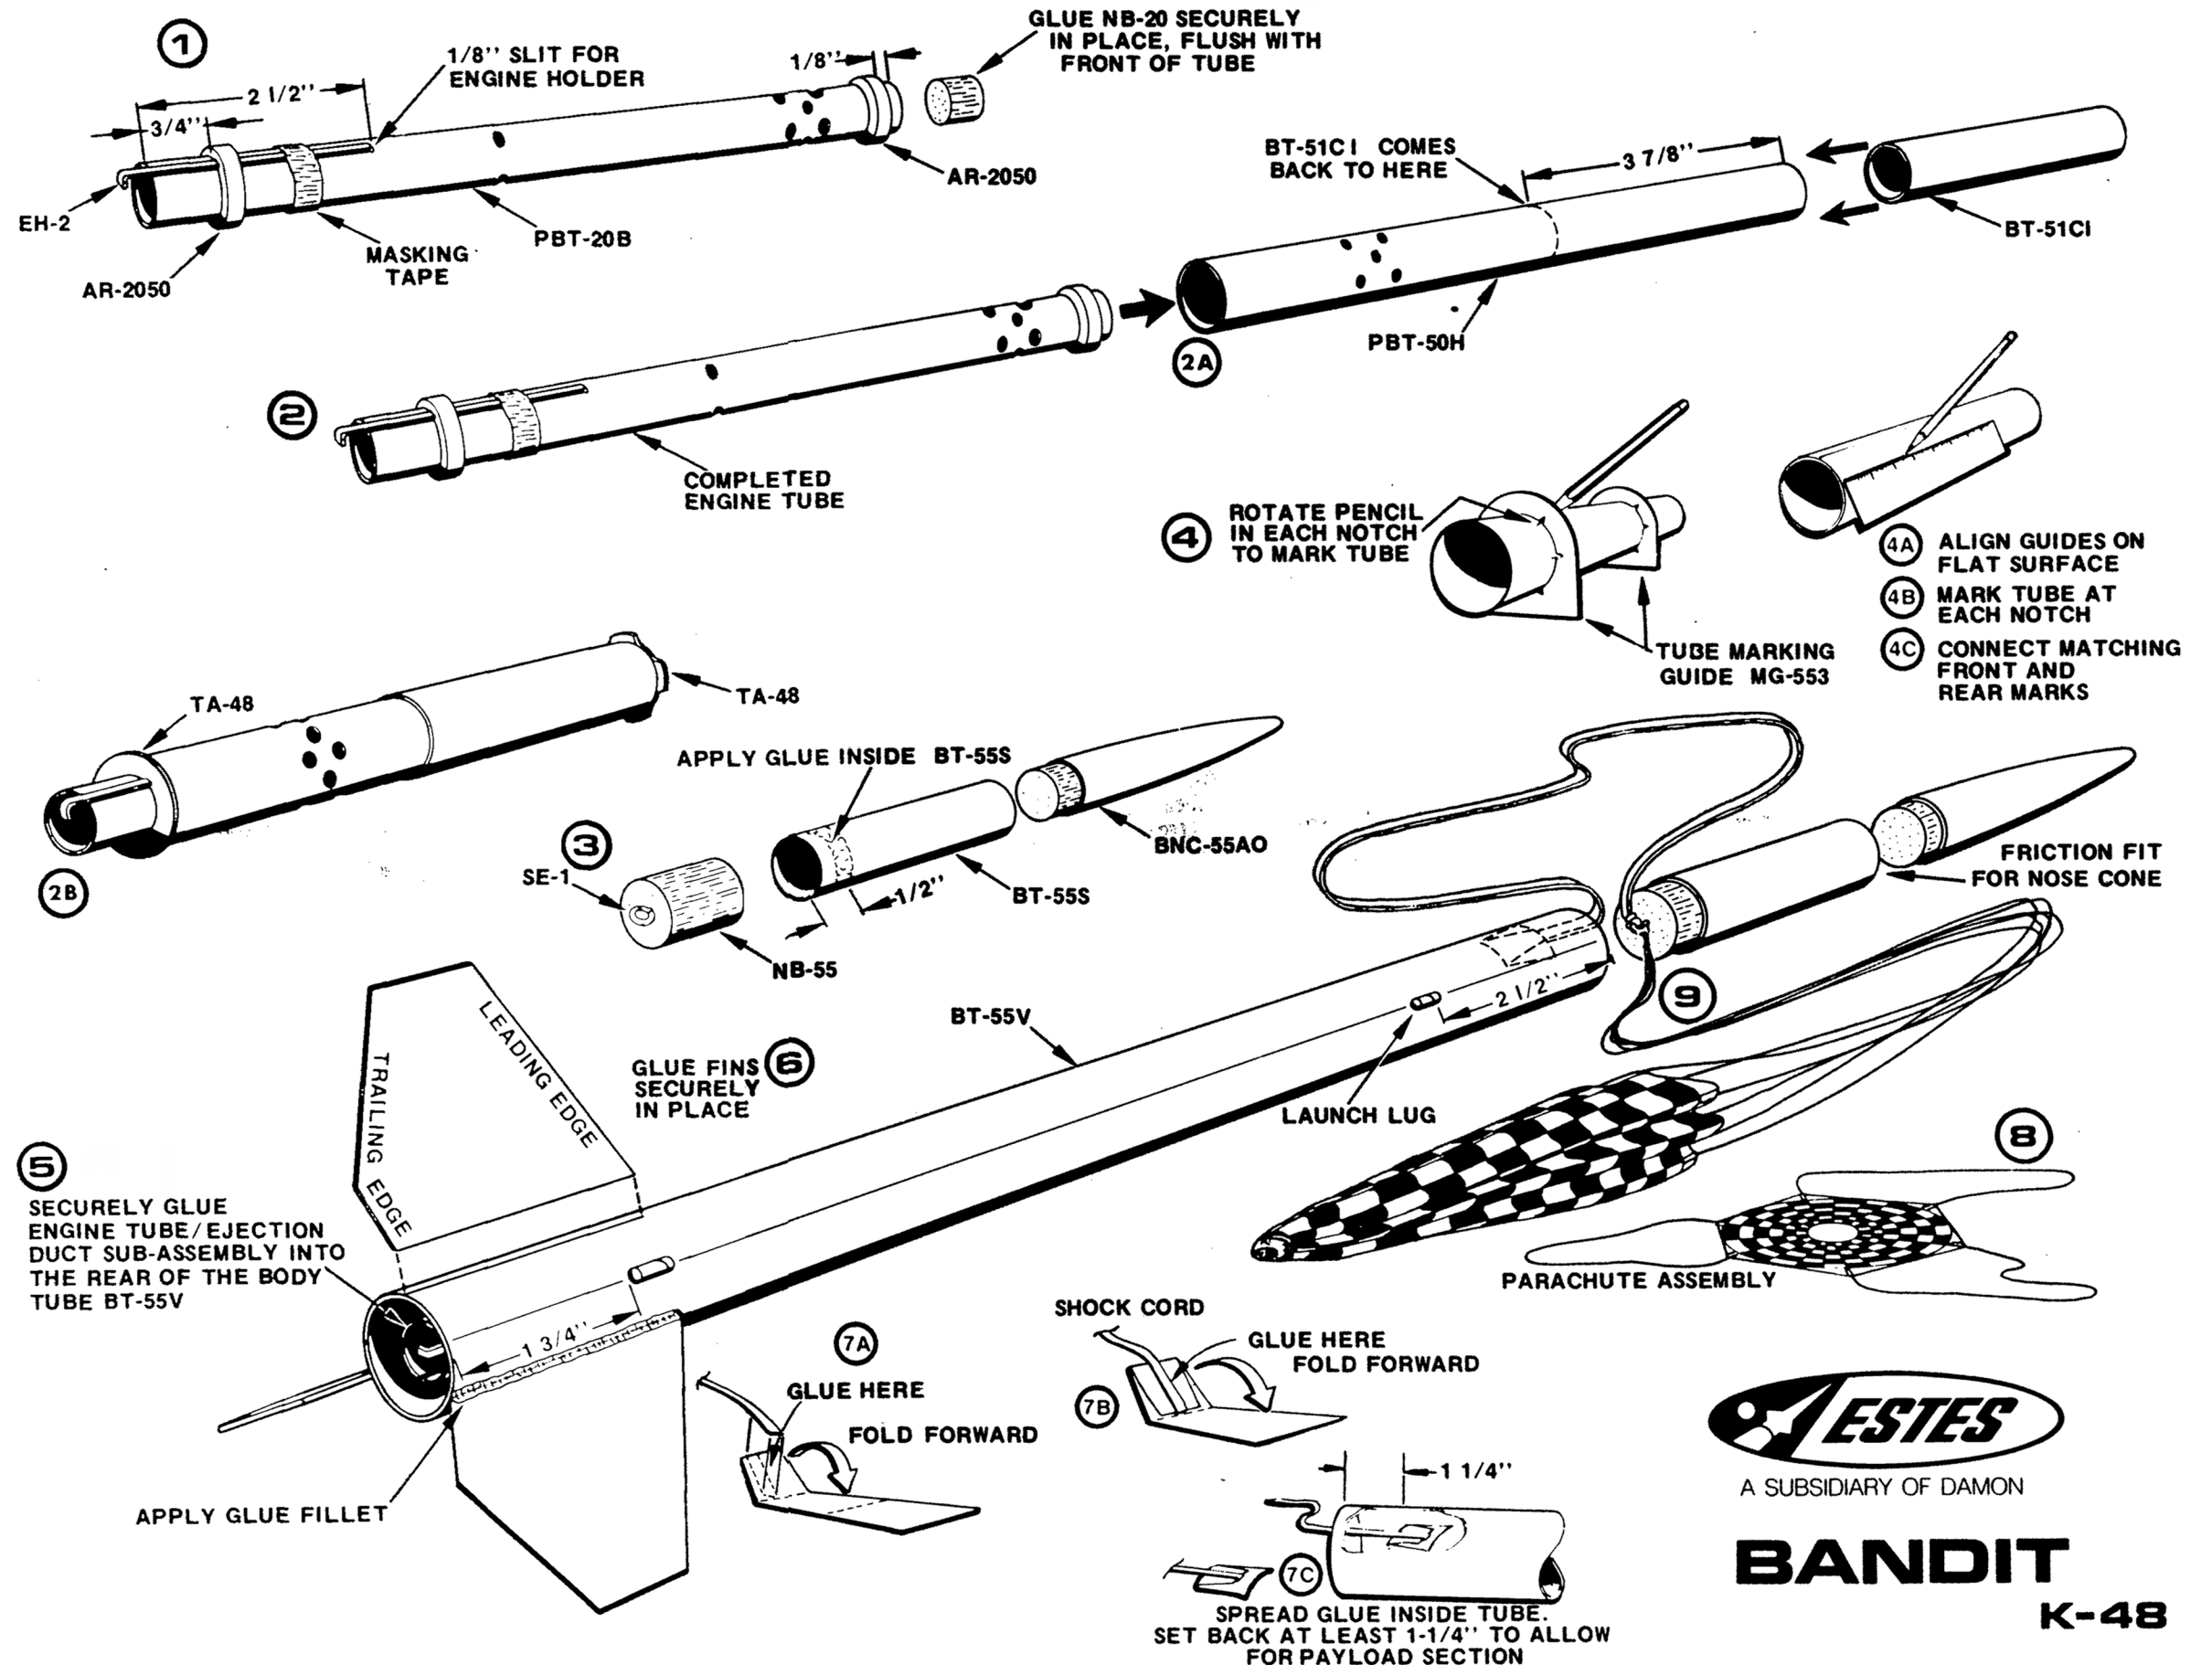 1
1/8" SLIT FOR
ENGINE HOLDER
2 1/2"
3/4"
1/8"
GLUE NB-20 SECURELY
IN PLACE, FLUSH WITH
FRONT OF TUBE
EH-2
AR-2050
MASKING
TAPE
PBT-20B
AR-2050
BT-51CI COMES
BACK TO HERE
3 7/8"
BT-51CI
PBT-50H
2A
2
COMPLETED
ENGINE TUBE
4
ROTATE PENCIL
IN EACH NOTCH
TO MARK TUBE
TUBE MARKING
GUIDE MG-553
4A
ALIGN GUIDES ON
FLAT SURFACE
4B
MARK TUBE AT
EACH NOTCH
4C
CONNECT MATCHING
FRONT AND
REAR MARKS
TA-48
TA-48
2B
3
APPLY GLUE INSIDE BT-55S
SE-1
1/2"
NB-55
BT-55S
BNC-55AO
FRICTION FIT
FOR NOSE CONE
9
2 1/2"
BT-55V
LAUNCH LUG
LEADING EDGE
TRAILING EDGE
GLUE FINS
SECURELY
IN PLACE
6
5
SECURELY GLUE
ENGINE TUBE/EJECTION
DUCT SUB-ASSEMBLY INTO
THE REAR OF THE BODY
TUBE BT-55V
1 3/4"
APPLY GLUE FILLET
8
PARACHUTE ASSEMBLY
7A
GLUE HERE
FOLD FORWARD
SHOCK CORD
7B
GLUE HERE
FOLD FORWARD
1 1/4"
7C
SPREAD GLUE INSIDE TUBE.
SET BACK AT LEAST 1-1/4" TO ALLOW
FOR PAYLOAD SECTION
ESTES
A SUBSIDIARY OF DAMON
BANDIT
K-48